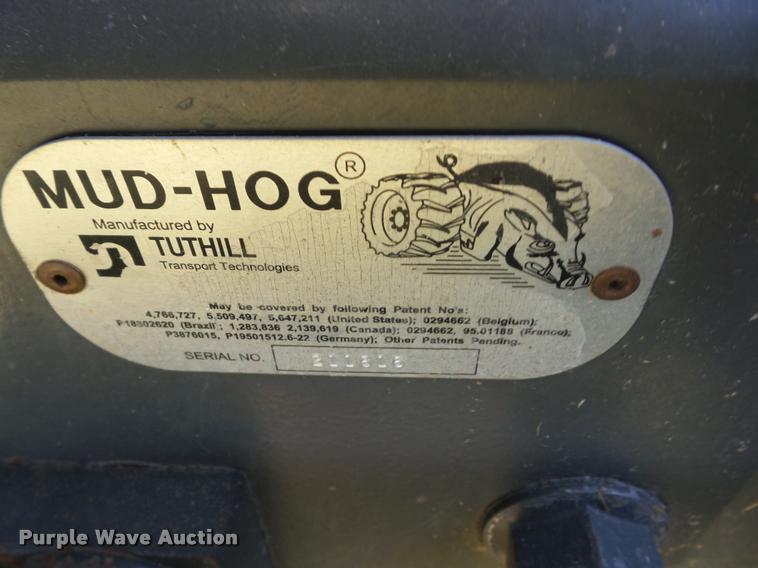 MUD-HOG®
Manufactured by
TUTHILL
Transport Technologies
May be covered by following Patent No's:
4,766,727, 5,509,497, 5,647,211 (United States); 0294662 (Belgium);
P18802620 (Brazil; 1,283,836 2,139,619 (Canada); 0294662, 95.01188 (France);
P3876015, P19501512.6-22 (Germany); Other Patents Pending.
SERIAL NO.
Purple Wave Auction®